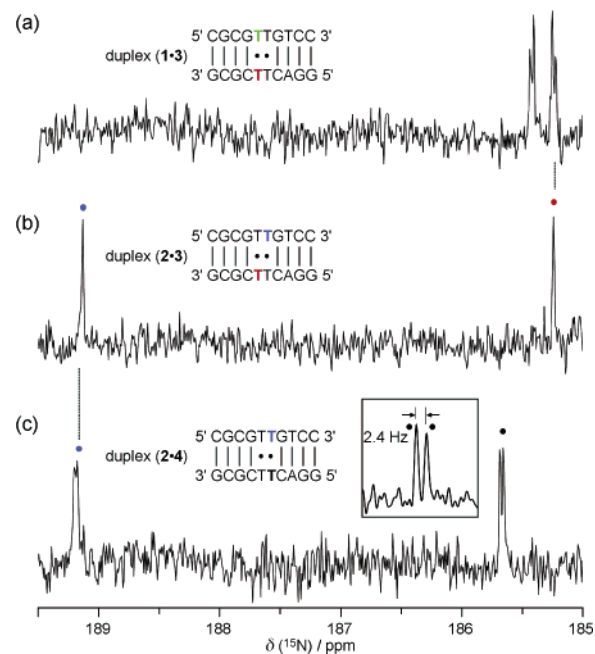 (a)
5' CGCGTTGTCC 3'
duplex (1•3)
3' GCGCTTCAGG 5'
(b)
5' CGCGTTGTCC 3'
duplex (2•3)
3' GCGCTTCAGG 5'
(c)
5' CGCGTTGTCC 3'
duplex (2•4)
3' GCGCTTCAGG 5'
2.4 Hz
189 188 187 186 185
δ (¹⁵N) / ppm